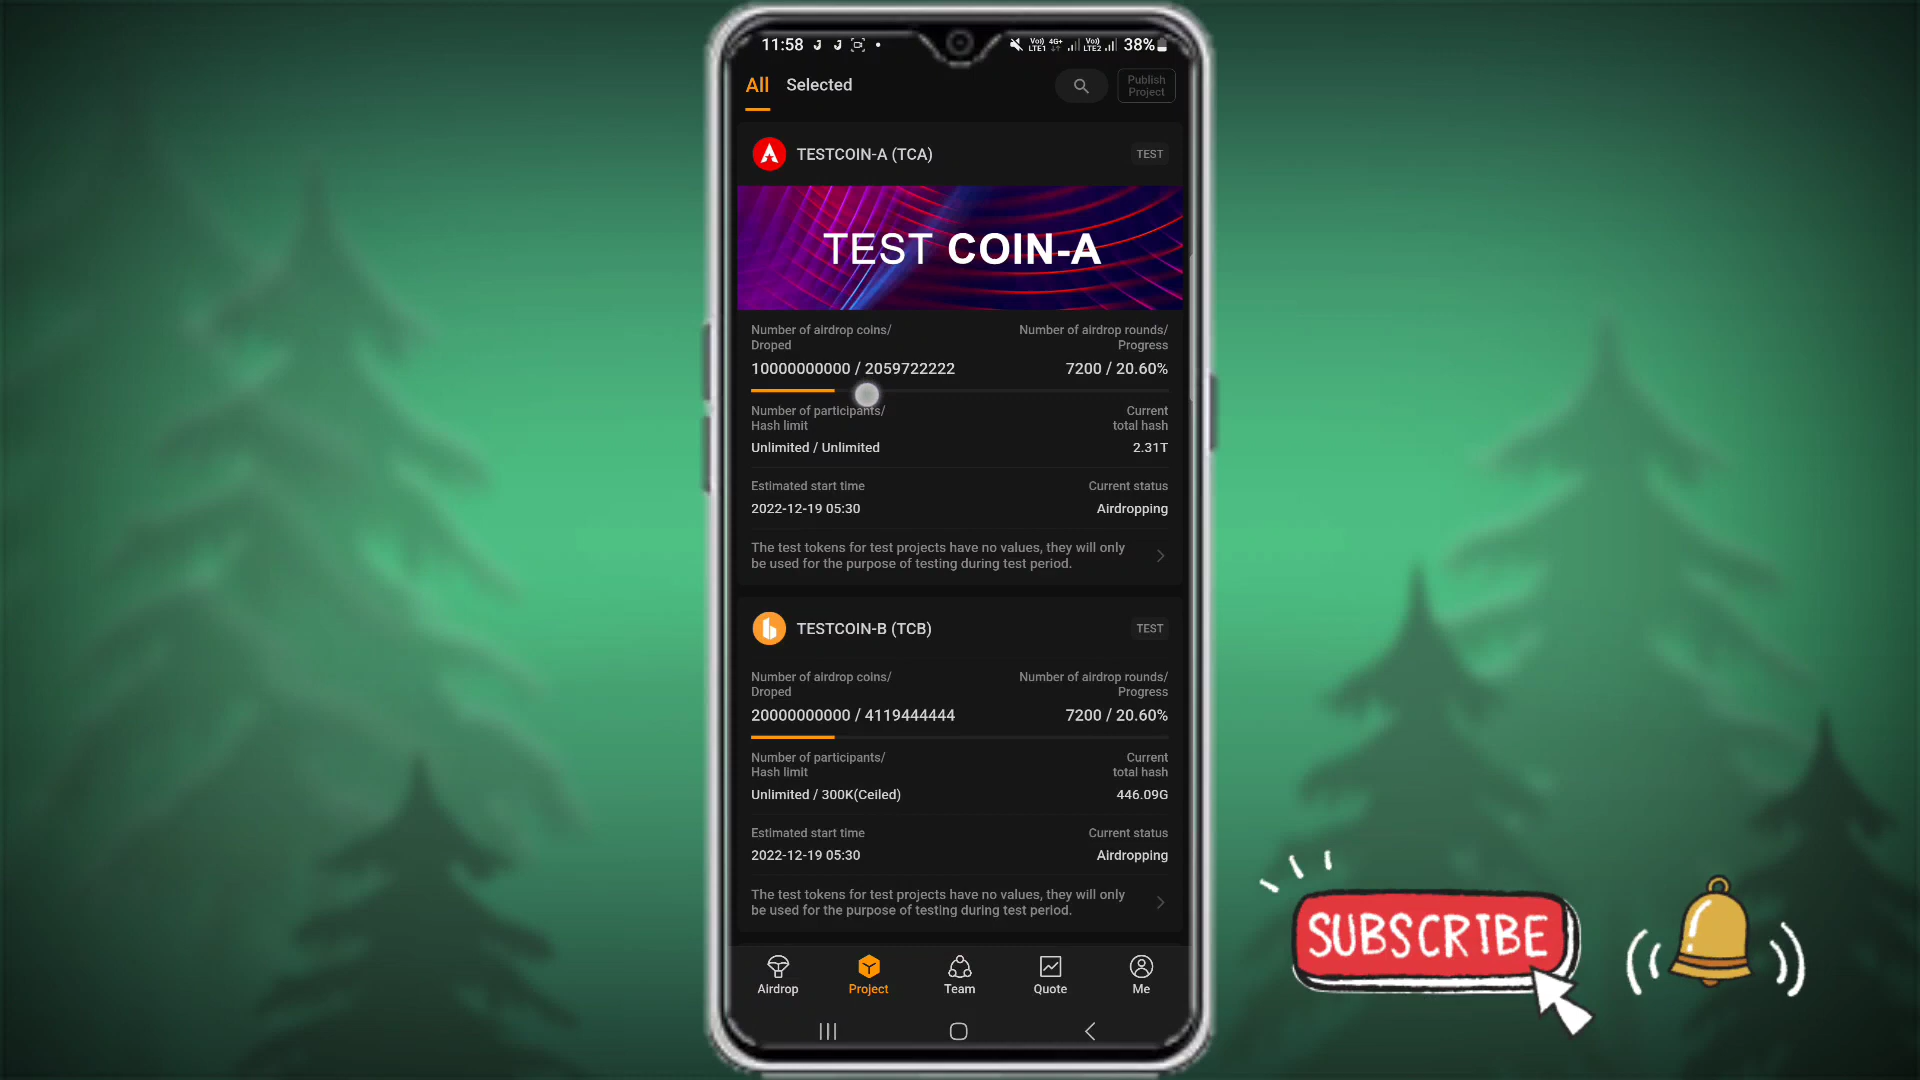 11:58
Vo)) 4G+ Vo))
LTE1 LTE2 38%
All Selected
Publish
Project
TESTCOIN-A (TCA) TEST
TEST COIN-A
Number of airdrop coins/ Number of airdrop rounds/
Droped Progress
10000000000 / 2059722222 7200 / 20.60%
Number of participants/ Current
Hash limit total hash
Unlimited / Unlimited 2.31T
Estimated start time Current status
2022-12-19 05:30 Airdropping
The test tokens for test projects have no values, they will only
be used for the purpose of testing during test period.
TESTCOIN-B (TCB) TEST
Number of airdrop coins/ Number of airdrop rounds/
Droped Progress
20000000000 / 4119444444 7200 / 20.60%
Number of participants/ Current
Hash limit total hash
Unlimited / 300K(Ceiled) 446.09G
Estimated start time Current status
2022-12-19 05:30 Airdropping
The test tokens for test projects have no values, they will only
be used for the purpose of testing during test period.
Airdrop Project Team Quote Me
SUBSCRIBE